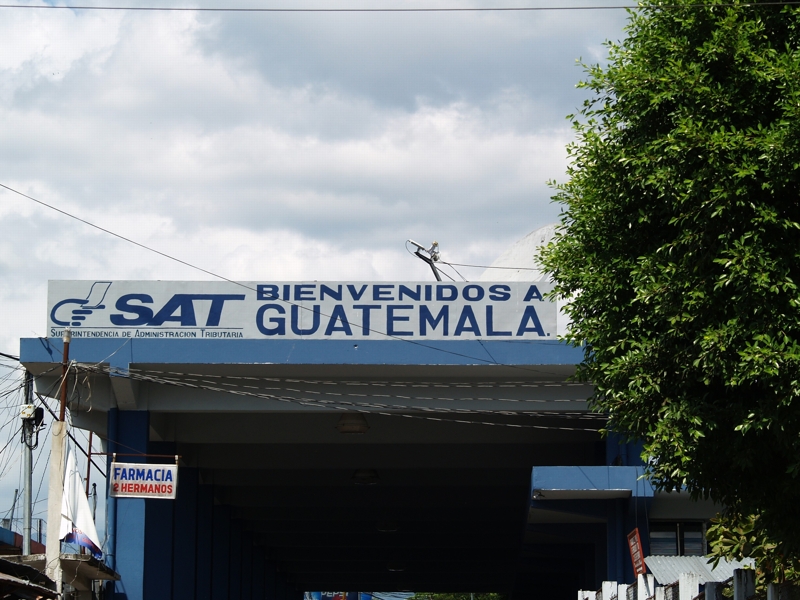 SAT
SUPERINTENDENCIA DE ADMINISTRACION TRIBUTARIA
BIENVENIDOS A
GUATEMALA.
FARMACIA
2 HERMANOS